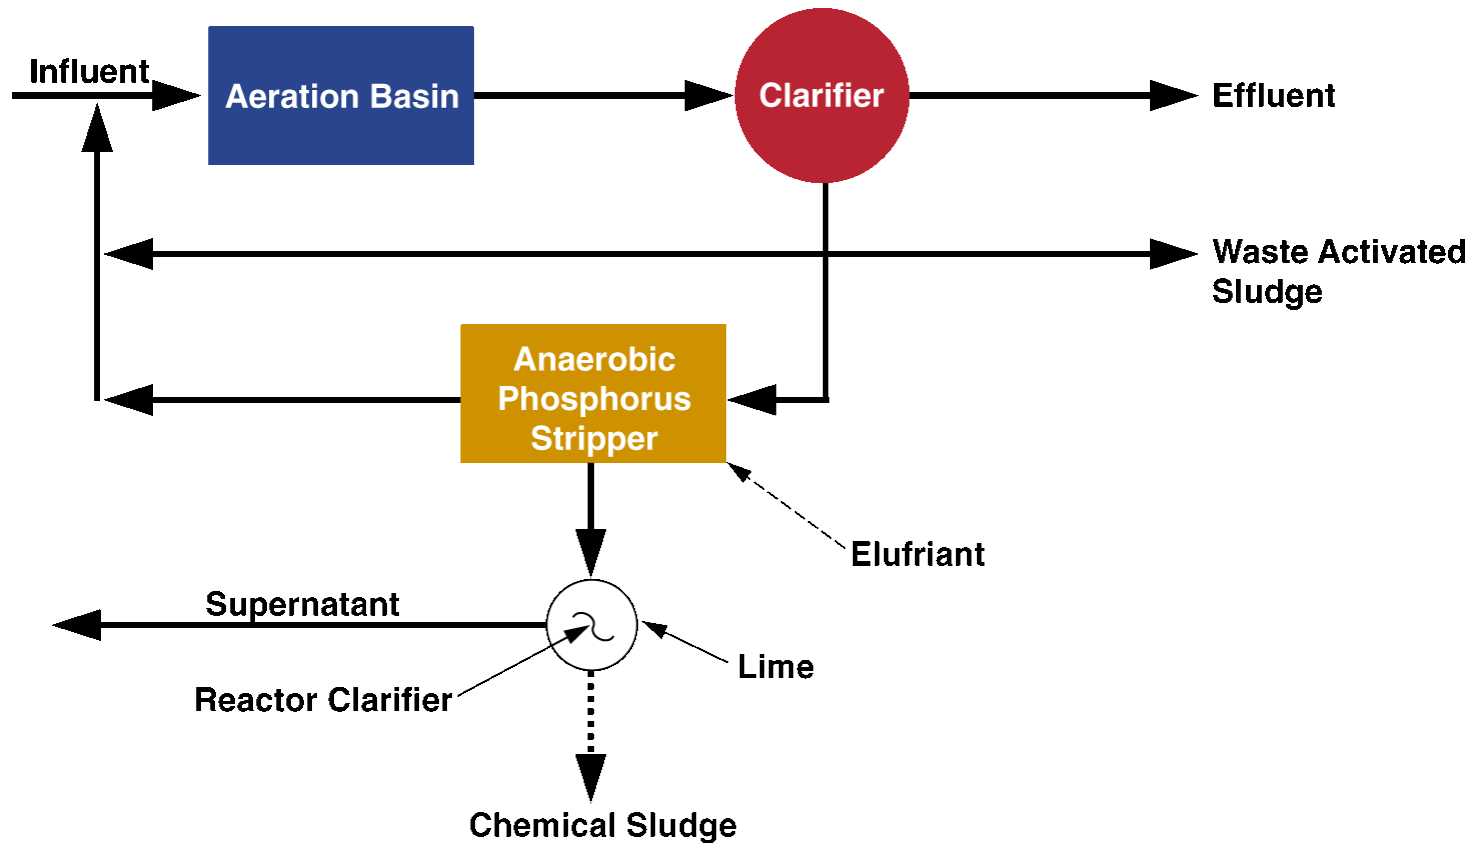 Influent
Aeration Basin
Clarifier
Effluent
Waste Activated
Sludge
Anaerobic
Phosphorus
Stripper
Elufriant
Supernatant
Lime
Reactor Clarifier
Chemical Sludge